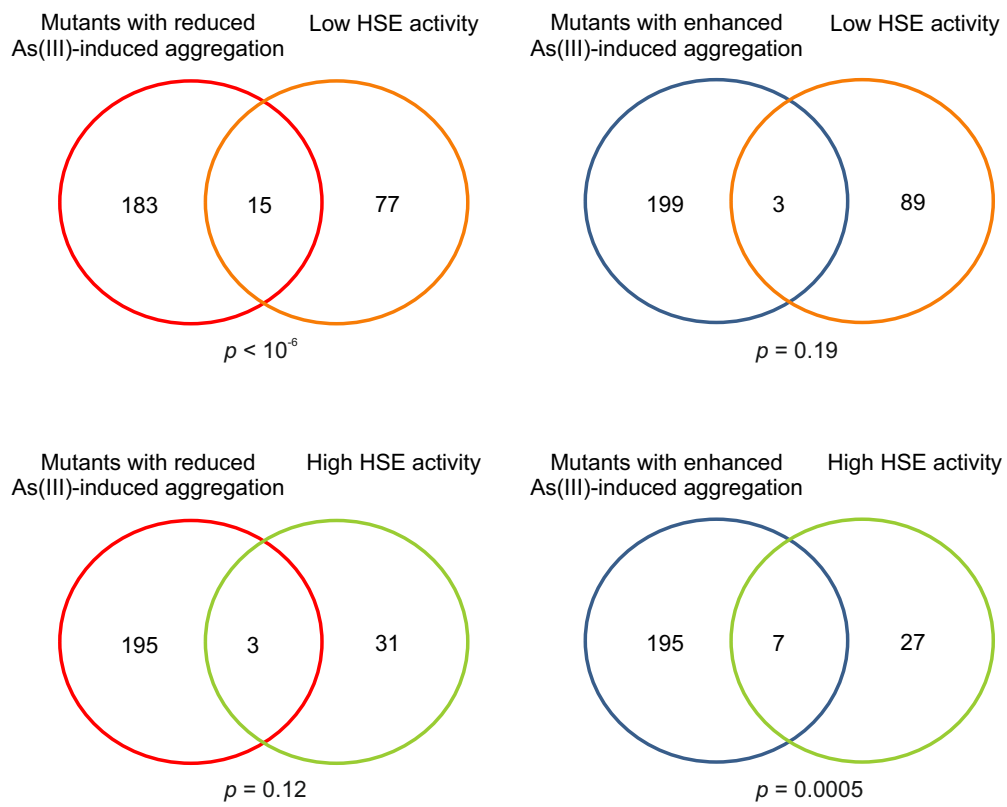 Mutants with reduced
As(III)-induced aggregation
Low HSE activity
183
15
77
p < 10⁻⁶
Mutants with enhanced
As(III)-induced aggregation
Low HSE activity
199
3
89
p = 0.19
Mutants with reduced
As(III)-induced aggregation
High HSE activity
195
3
31
p = 0.12
Mutants with enhanced
As(III)-induced aggregation
High HSE activity
195
7
27
p = 0.0005